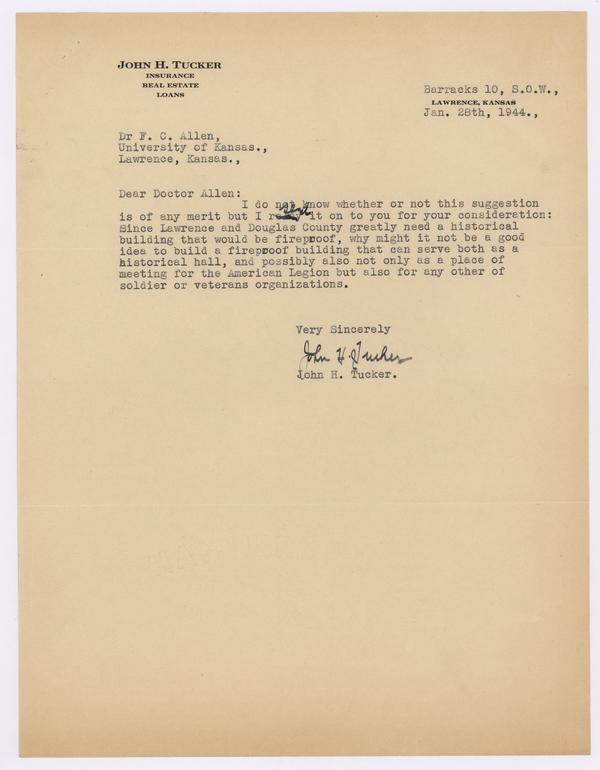 JOHN H. TUCKER
INSURANCE
REAL ESTATE
LOANS
Barracks 10, S.O.W.,
LAWRENCE, KANSAS
Jan. 28th, 1944.,
Dr F. C. Allen,
University of Kansas.,
Lawrence, Kansas.,
Dear Doctor Allen:
I do not know whether or not this suggestion
is of any merit but I send it on to you for your consideration:
Since Lawrence and Douglas County greatly need a historical
building that would be fireproof, why might it not be a good
idea to build a fireproof building that can serve both as a
historical hall, and possibly also not only as a place of
meeting for the American Legion but also for any other of
soldier or veterans organizations.
Very Sincerely
John H. Tucker
John H. Tucker.